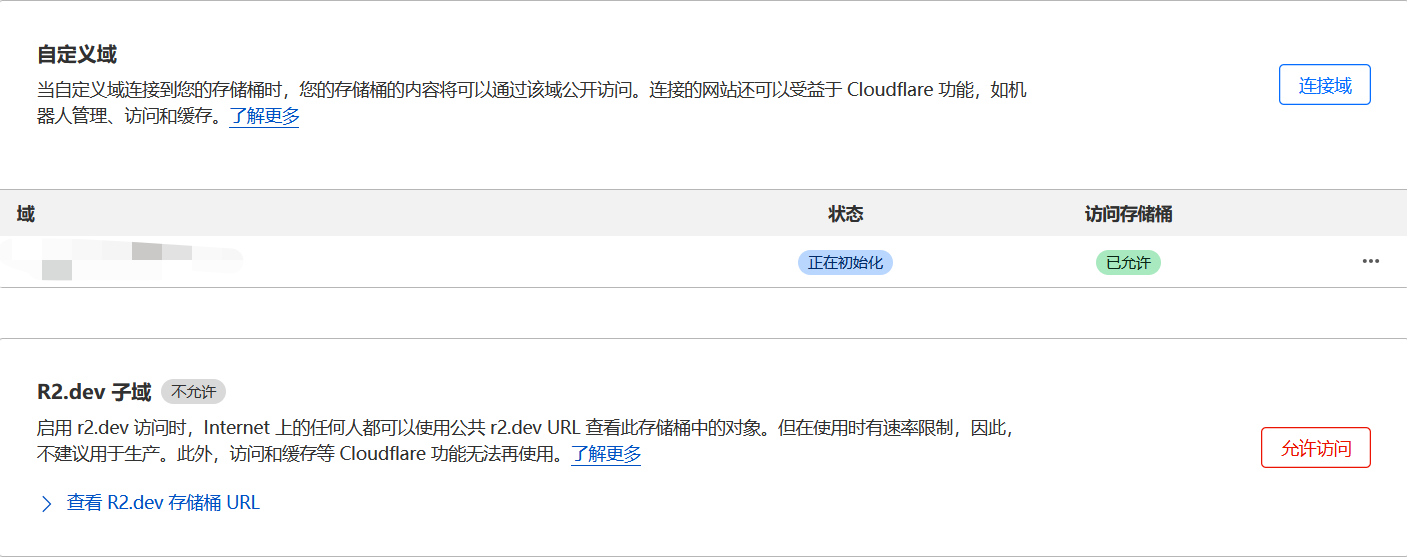 自定义域
当自定义域连接到您的存储桶时，您的存储桶的内容将可以通过该域公开访问。连接的网站还可以受益于 Cloudflare 功能，如机
器人管理、访问和缓存。了解更多
连接域
域 状态 访问存储桶
正在初始化 已允许
R2.dev 子域 不允许
启用 r2.dev 访问时，Internet 上的任何人都可以使用公共 r2.dev URL 查看此存储桶中的对象。但在使用时有速率限制，因此，
不建议用于生产。此外，访问和缓存等 Cloudflare 功能无法再使用。了解更多
允许访问
查看 R2.dev 存储桶 URL